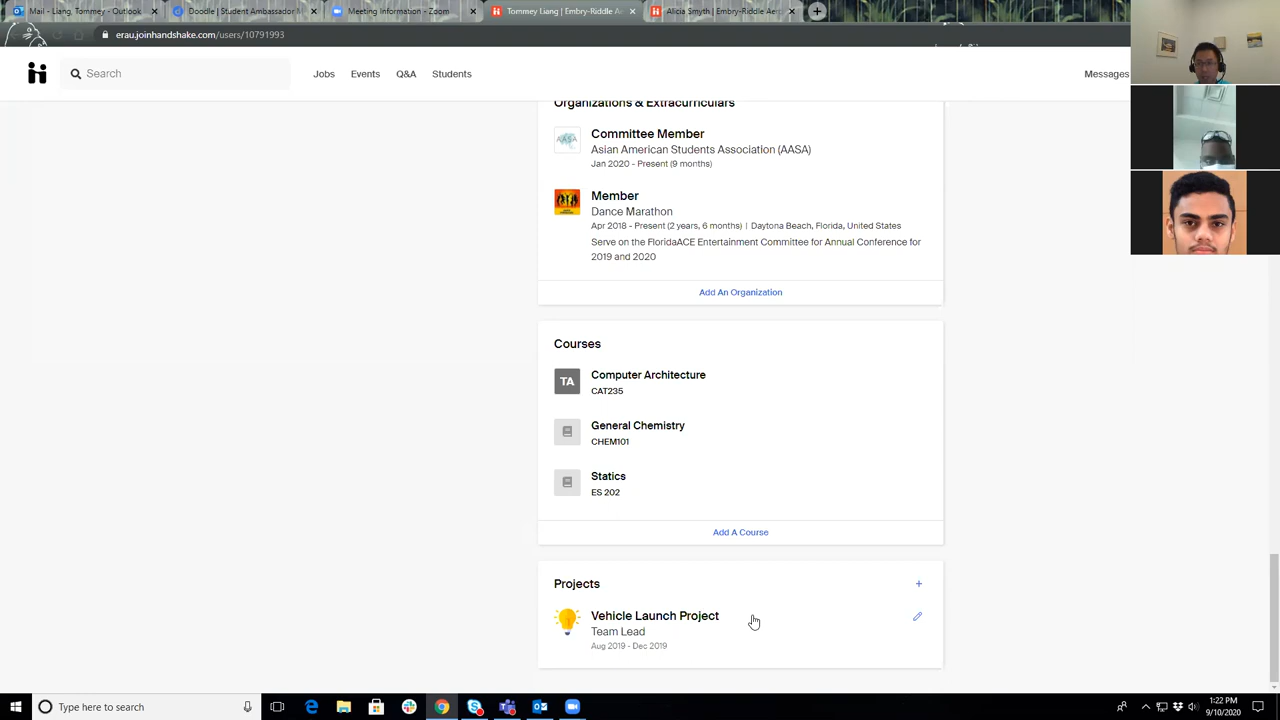 Mail - Liang, Tommey - Outlook
Doodle | Student Ambassador M
Meeting Information - Zoom
Tommey Liang | Embry-Riddle Ae
Alicia Smyth | Embry-Riddle Aer
erau.joinhandshake.com/users/10791993
Search
Jobs
Events
Q&A
Students
Messages
Organizations & Extracurriculars
AASA
Committee Member
Asian American Students Association (AASA)
Jan 2020 - Present (9 months)
Member
Dance Marathon
Apr 2018 - Present (2 years, 6 months) | Daytona Beach, Florida, United States
Serve on the FloridaACE Entertainment Committee for Annual Conference for
2019 and 2020
Add An Organization
Courses
TA
Computer Architecture
CAT235
General Chemistry
CHEM101
Statics
ES 202
Add A Course
Projects
Vehicle Launch Project
Team Lead
Aug 2019 - Dec 2019
Type here to search
1:22 PM
9/10/2020